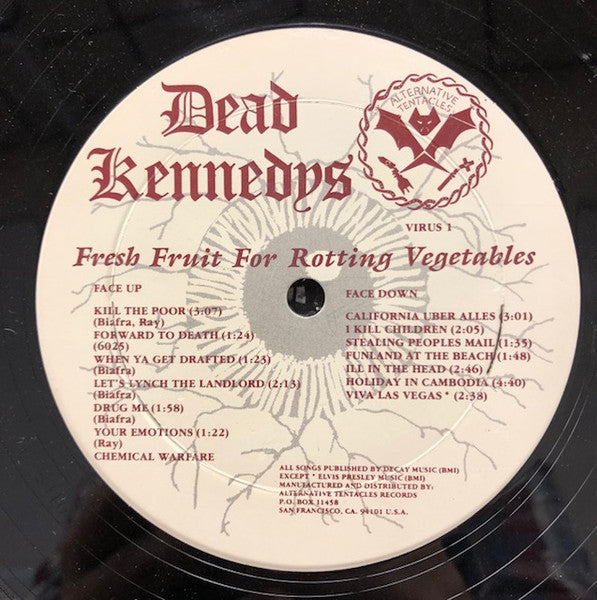 Dead
Kennedys
ALTERNATIVE
TENTACLES
VIRUS 1
Fresh Fruit For Rotting Vegetables
FACE UP
KILL THE POOR (3:07)
(Biafra, Ray)
FORWARD TO DEATH (1:24)
(6025)
WHEN YA GET DRAFTED (1:23)
(Biafra)
LET'S LYNCH THE LANDLORD (2:13)
(Biafra)
DRUG ME (1:58)
(Biafra)
YOUR EMOTIONS (1:22)
(Ray)
CHEMICAL WARFARE
FACE DOWN
CALIFORNIA UBER ALLES (3:01)
I KILL CHILDREN (2:05)
STEALING PEOPLES MAIL (1:35)
FUNLAND AT THE BEACH (1:48)
ILL IN THE HEAD (2:46)
HOLIDAY IN CAMBODIA (4:40)
VIVA LAS VEGAS * (2:38)
ALL SONGS PUBLISHED BY DECAY MUSIC (BMI)
EXCEPT * ELVIS PRESLEY MUSIC (BMI)
MANUFACTURED AND DISTRIBUTED BY:
ALTERNATIVE TENTACLES RECORDS
P.O. BOX 11458
SAN FRANCISCO, CA. 94101 U.S.A.